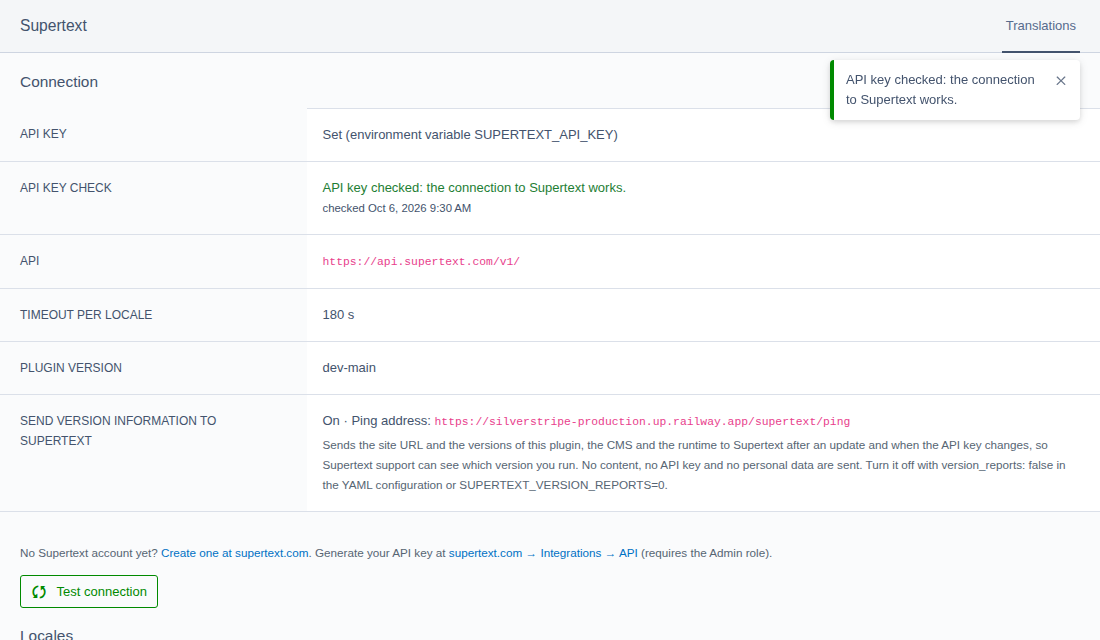 Supertext
Translations
Connection
API key checked: the connection
to Supertext works.
API KEY
Set (environment variable SUPERTEXT_API_KEY)
API KEY CHECK
API key checked: the connection to Supertext works.
checked Oct 6, 2026 9:30 AM
API
https://api.supertext.com/v1/
TIMEOUT PER LOCALE
180 s
PLUGIN VERSION
dev-main
SEND VERSION INFORMATION TO
SUPERTEXT
On · Ping address: https://silverstripe-production.up.railway.app/supertext/ping
Sends the site URL and the versions of this plugin, the CMS and the runtime to Supertext after an update and when the API key changes, so
Supertext support can see which version you run. No content, no API key and no personal data are sent. Turn it off with version_reports: false in
the YAML configuration or SUPERTEXT_VERSION_REPORTS=0.
No Supertext account yet? Create one at supertext.com. Generate your API key at supertext.com → Integrations → API (requires the Admin role).
Test connection
Locales